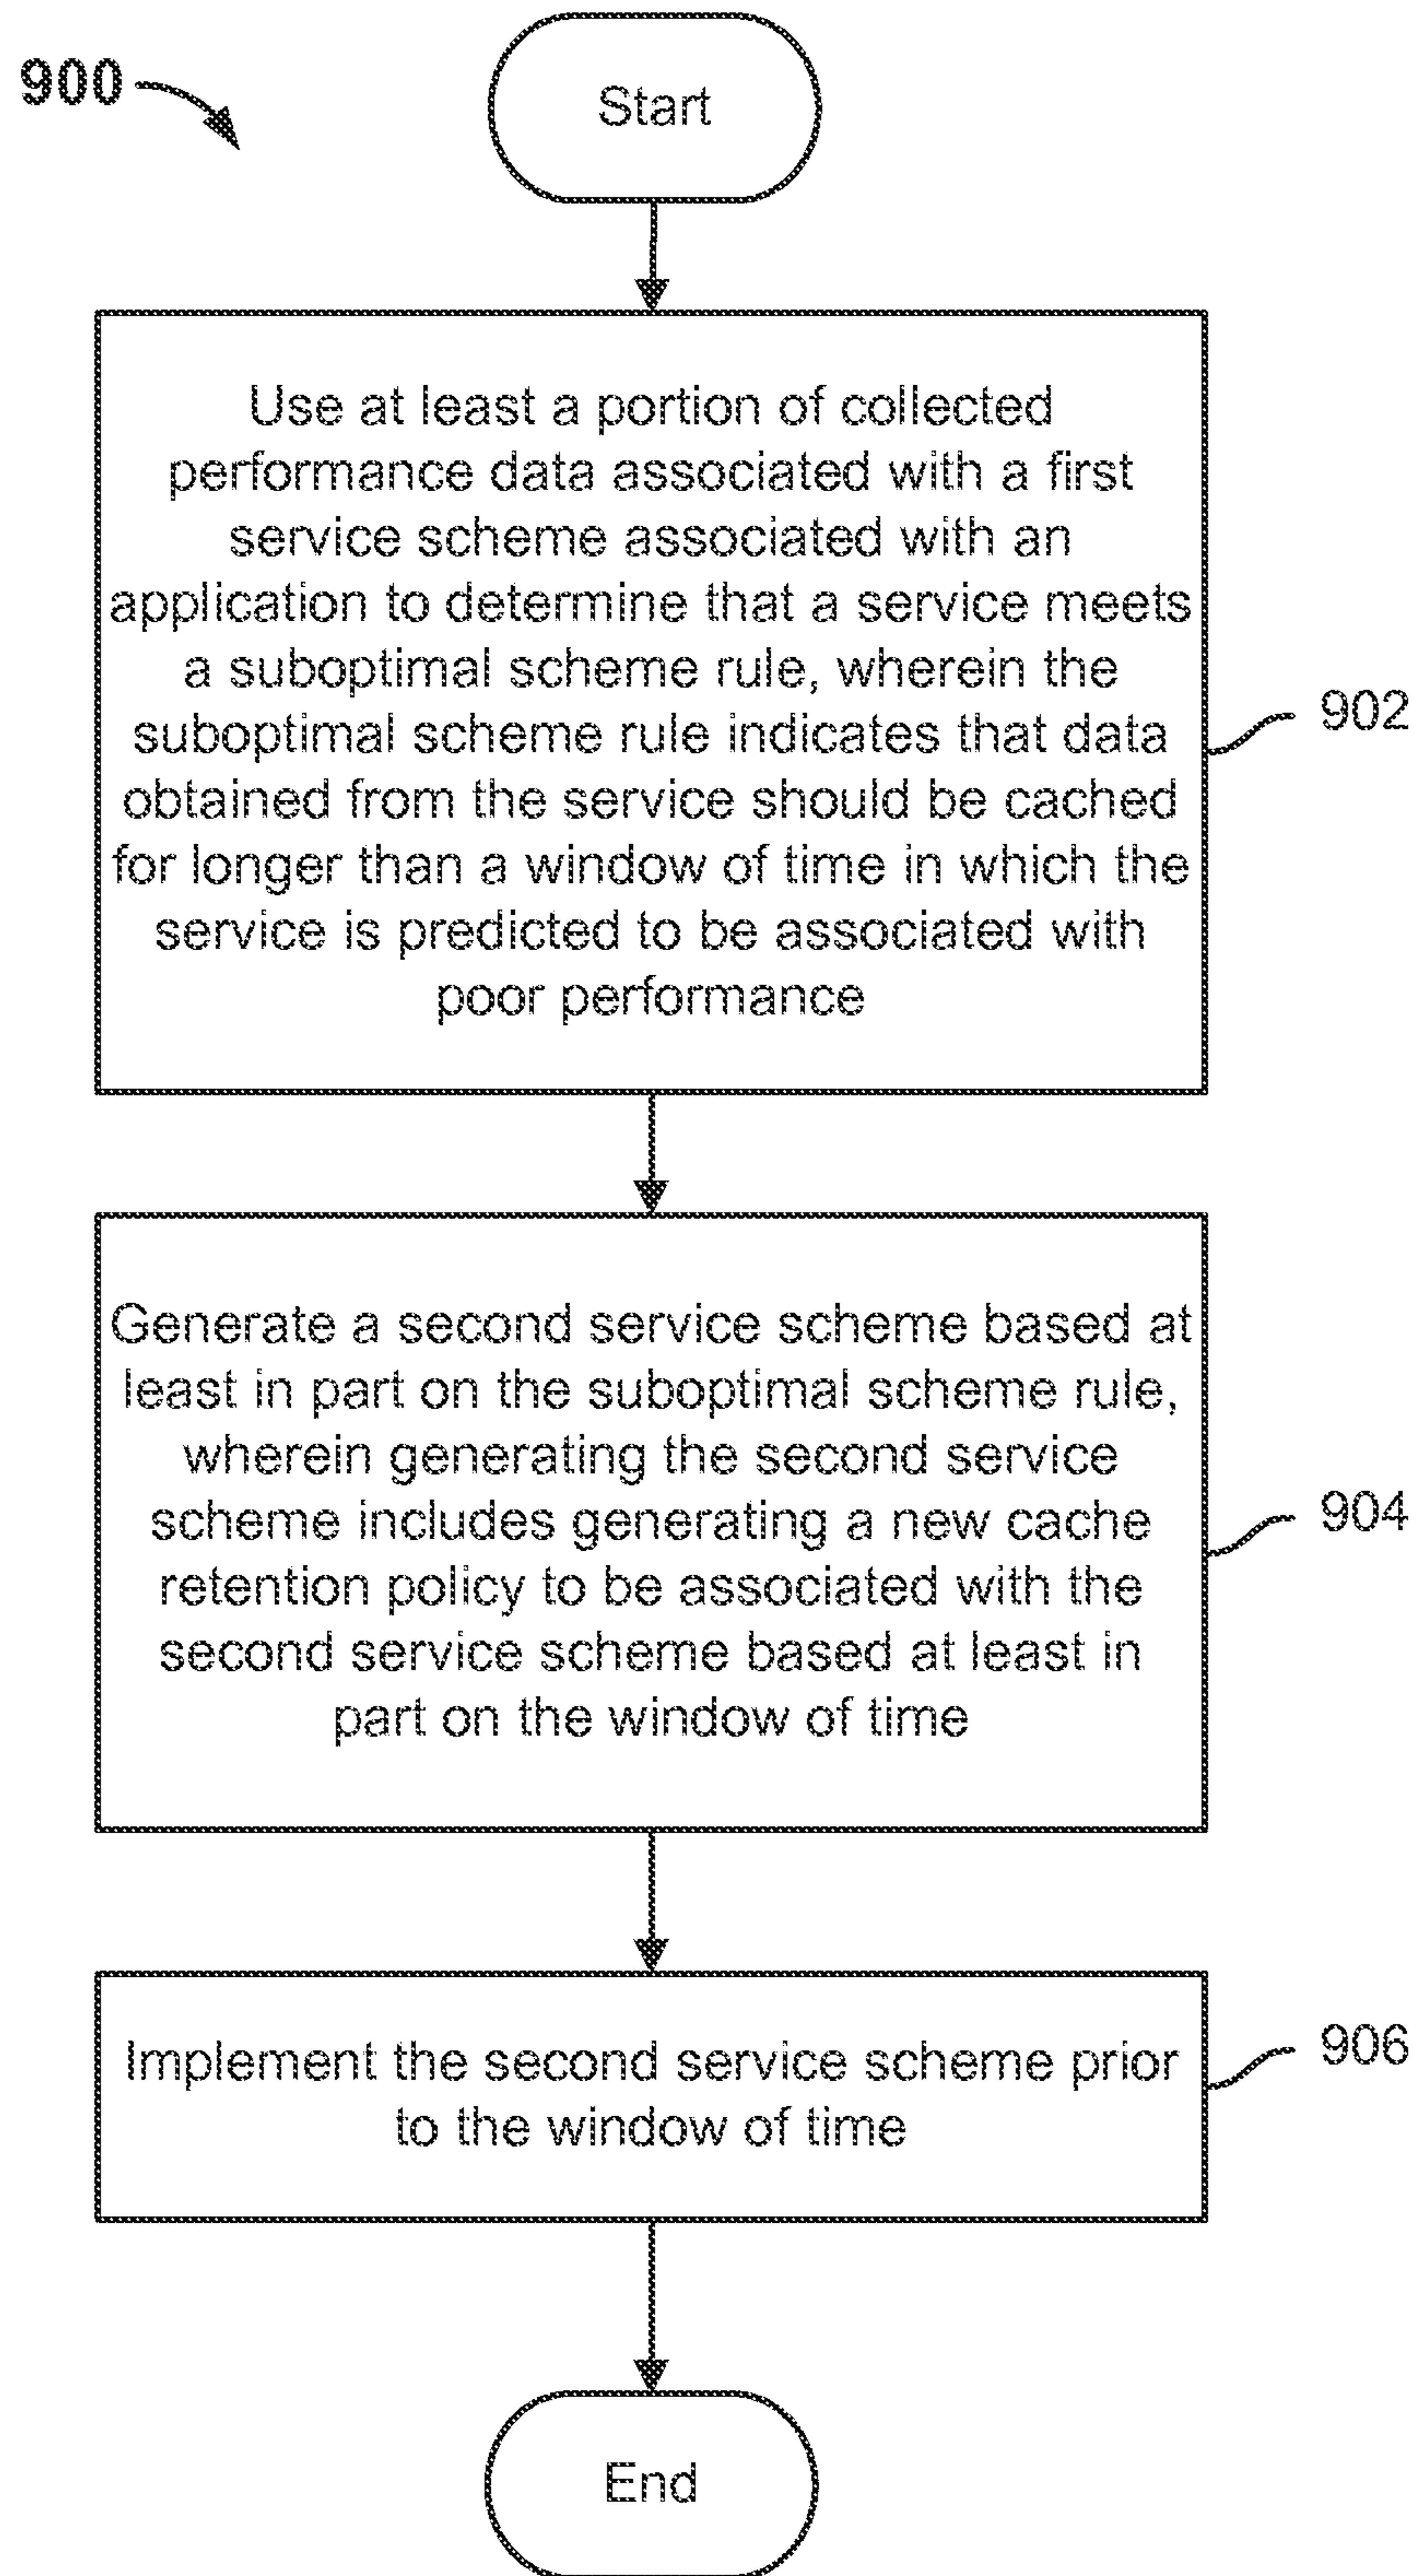 900
Start
Use at least a portion of collected
performance data associated with a first
service scheme associated with an
application to determine that a service meets
a suboptimal scheme rule, wherein the
suboptimal scheme rule indicates that data
obtained from the service should be cached
for longer than a window of time in which the
service is predicted to be associated with
poor performance
902
Generate a second service scheme based at
least in part on the suboptimal scheme rule,
wherein generating the second service
scheme includes generating a new cache
retention policy to be associated with the
second service scheme based at least in
part on the window of time
904
Implement the second service scheme prior
to the window of time
906
End